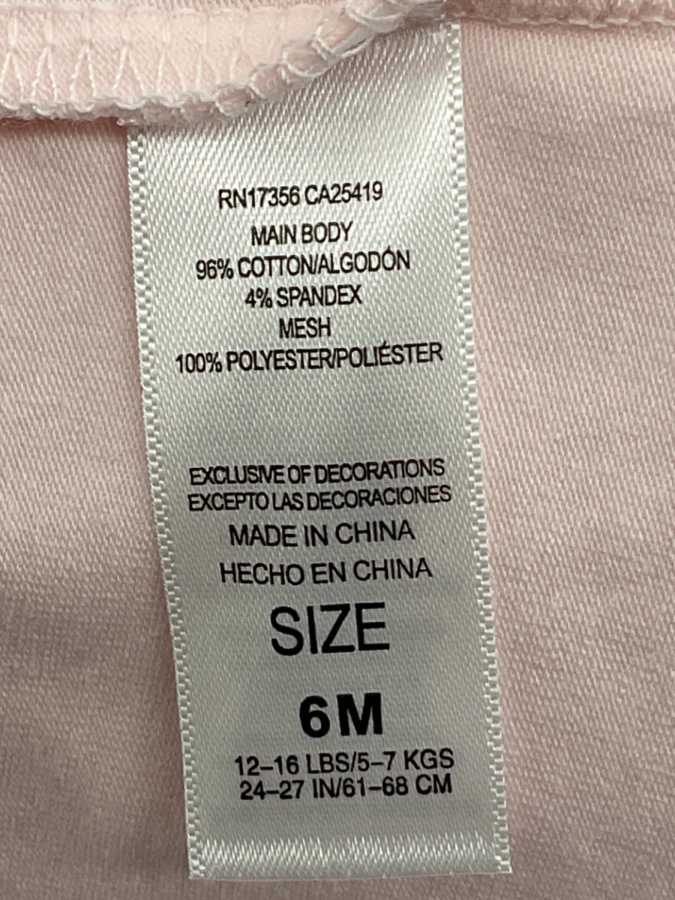 RN17356 CA25419
MAIN BODY
96% COTTON/ALGODÓN
4% SPANDEX
MESH
100% POLYESTER/POLIÉSTER
EXCLUSIVE OF DECORATIONS
EXCEPTO LAS DECORACIONES
MADE IN CHINA
HECHO EN CHINA
SIZE
6M
12–16 LBS/5–7 KGS
24–27 IN/61–68 CM